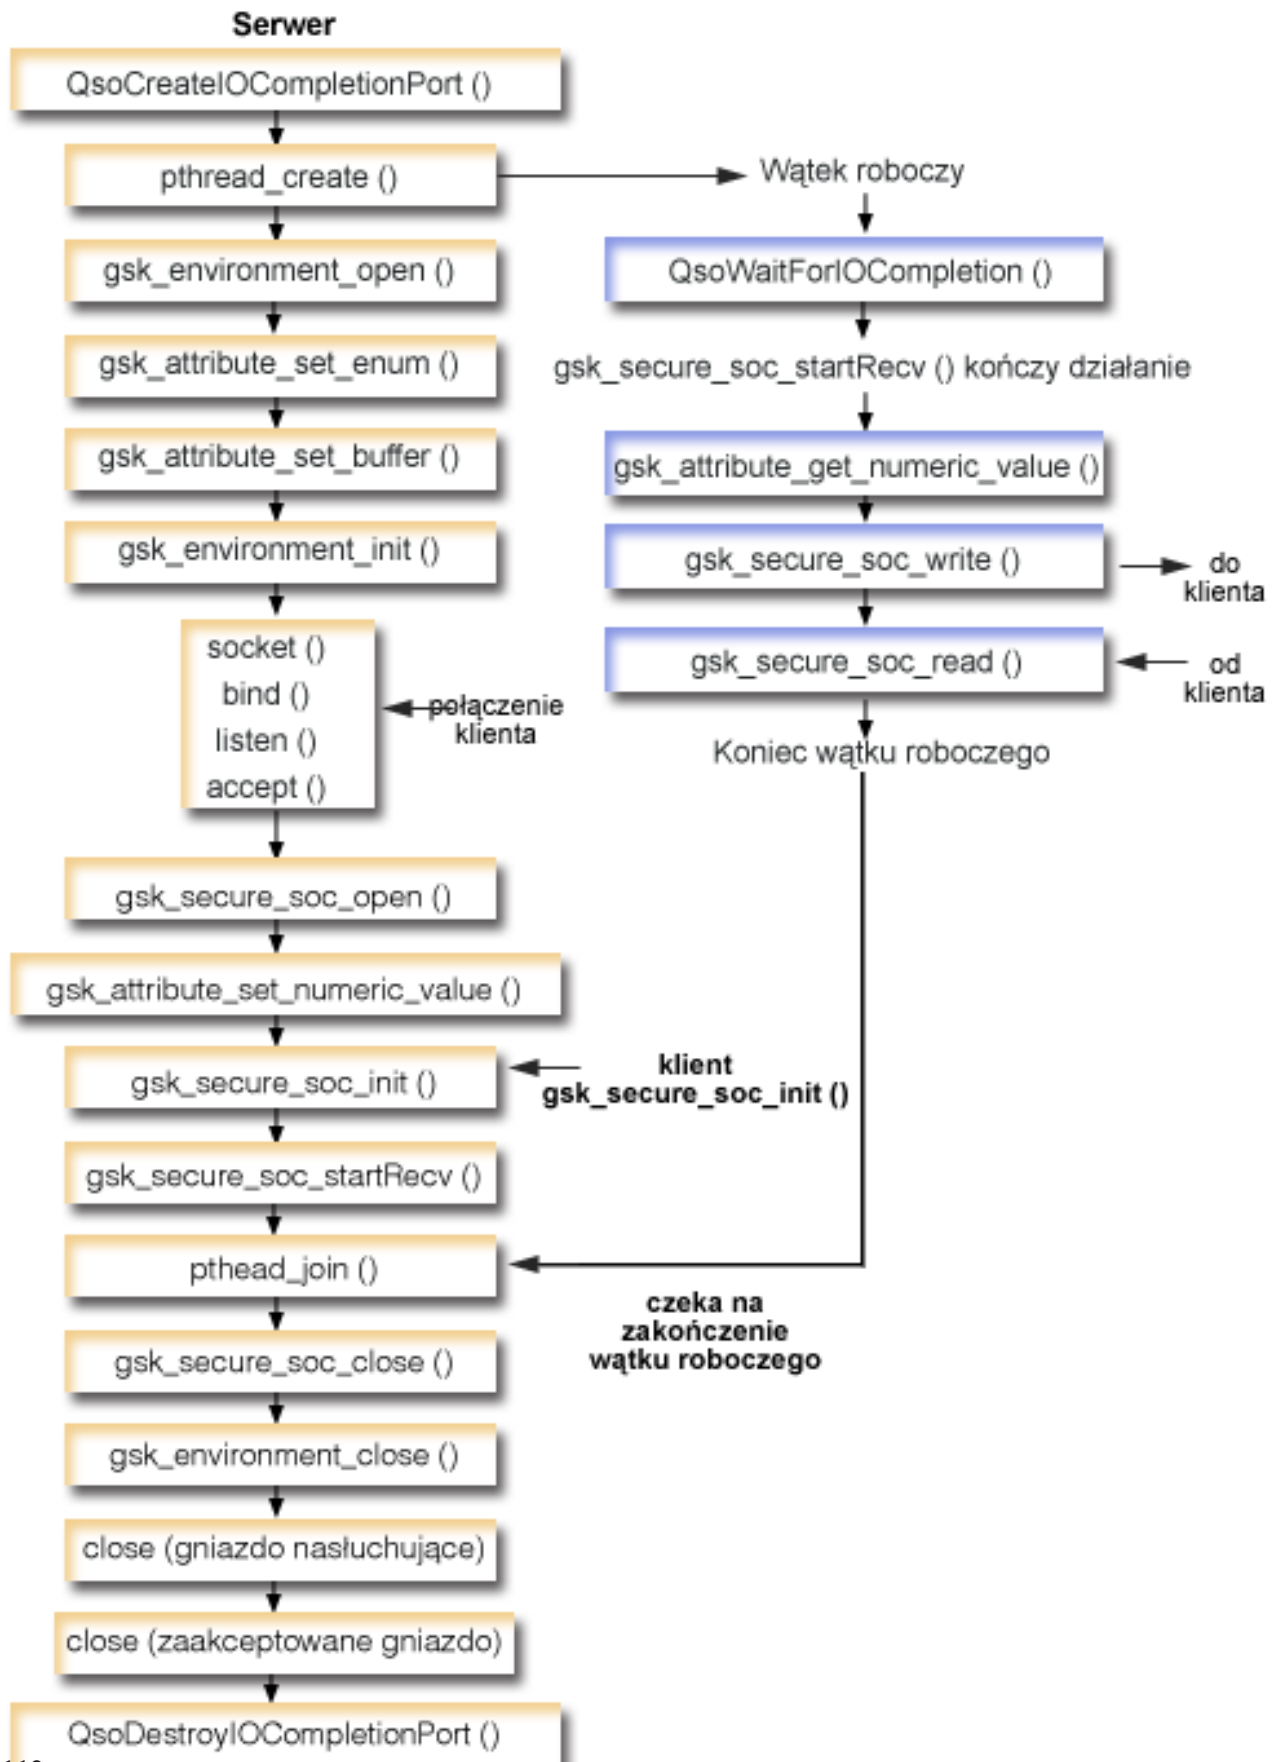 Serwer
QsoCreateIOCompletionPort ()
pthread_create ()
gsk_environment_open ()
gsk_attribute_set_enum ()
gsk_attribute_set_buffer ()
gsk_environment_init ()
socket ()
bind ()
listen ()
accept ()
połączenie
klienta
gsk_secure_soc_open ()
gsk_attribute_set_numeric_value ()
gsk_secure_soc_init ()
klient
gsk_secure_soc_init ()
gsk_secure_soc_startRecv ()
pthead_join ()
czeka na
zakończenie
wątku roboczego
gsk_secure_soc_close ()
gsk_environment_close ()
close (gniazdo nasłuchujące)
close (zaakceptowane gniazdo)
QsoDestroyIOCompletionPort ()
Wątek roboczy
QsoWaitForIOCompletion ()
gsk_secure_soc_startRecv () kończy działanie
gsk_attribute_get_numeric_value ()
gsk_secure_soc_write ()
do
klienta
gsk_secure_soc_read ()
od
klienta
Koniec wątku roboczego